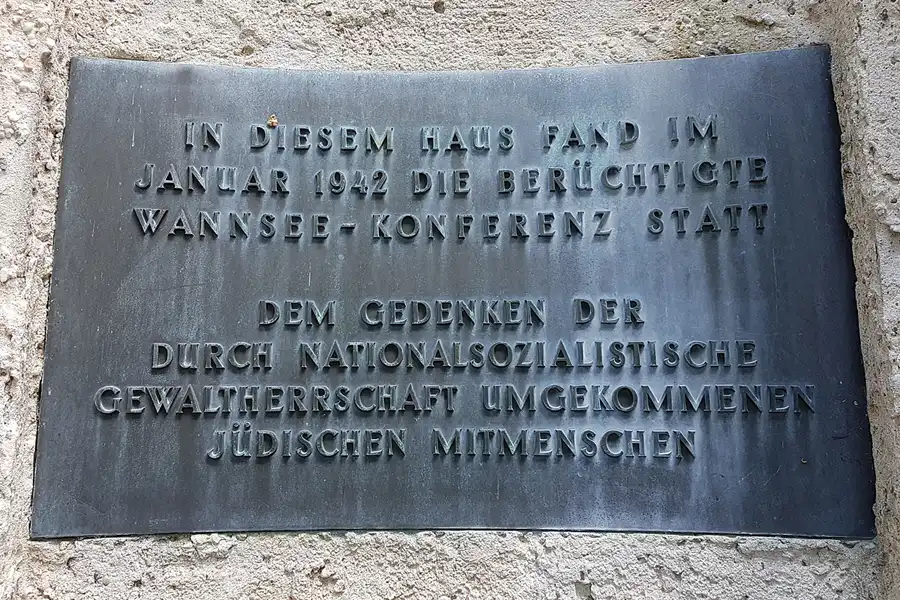 IN DIESEM HAUS FAND IM
JANUAR 1942 DIE BERÜCHTIGTE
WANNSEE-KONFERENZ STATT
DEM GEDENKEN DER
DURCH NATIONALSOZIALISTISCHE
GEWALTHERRSCHAFT UMGEKOMMENEN
JÜDISCHEN MITMENSCHEN